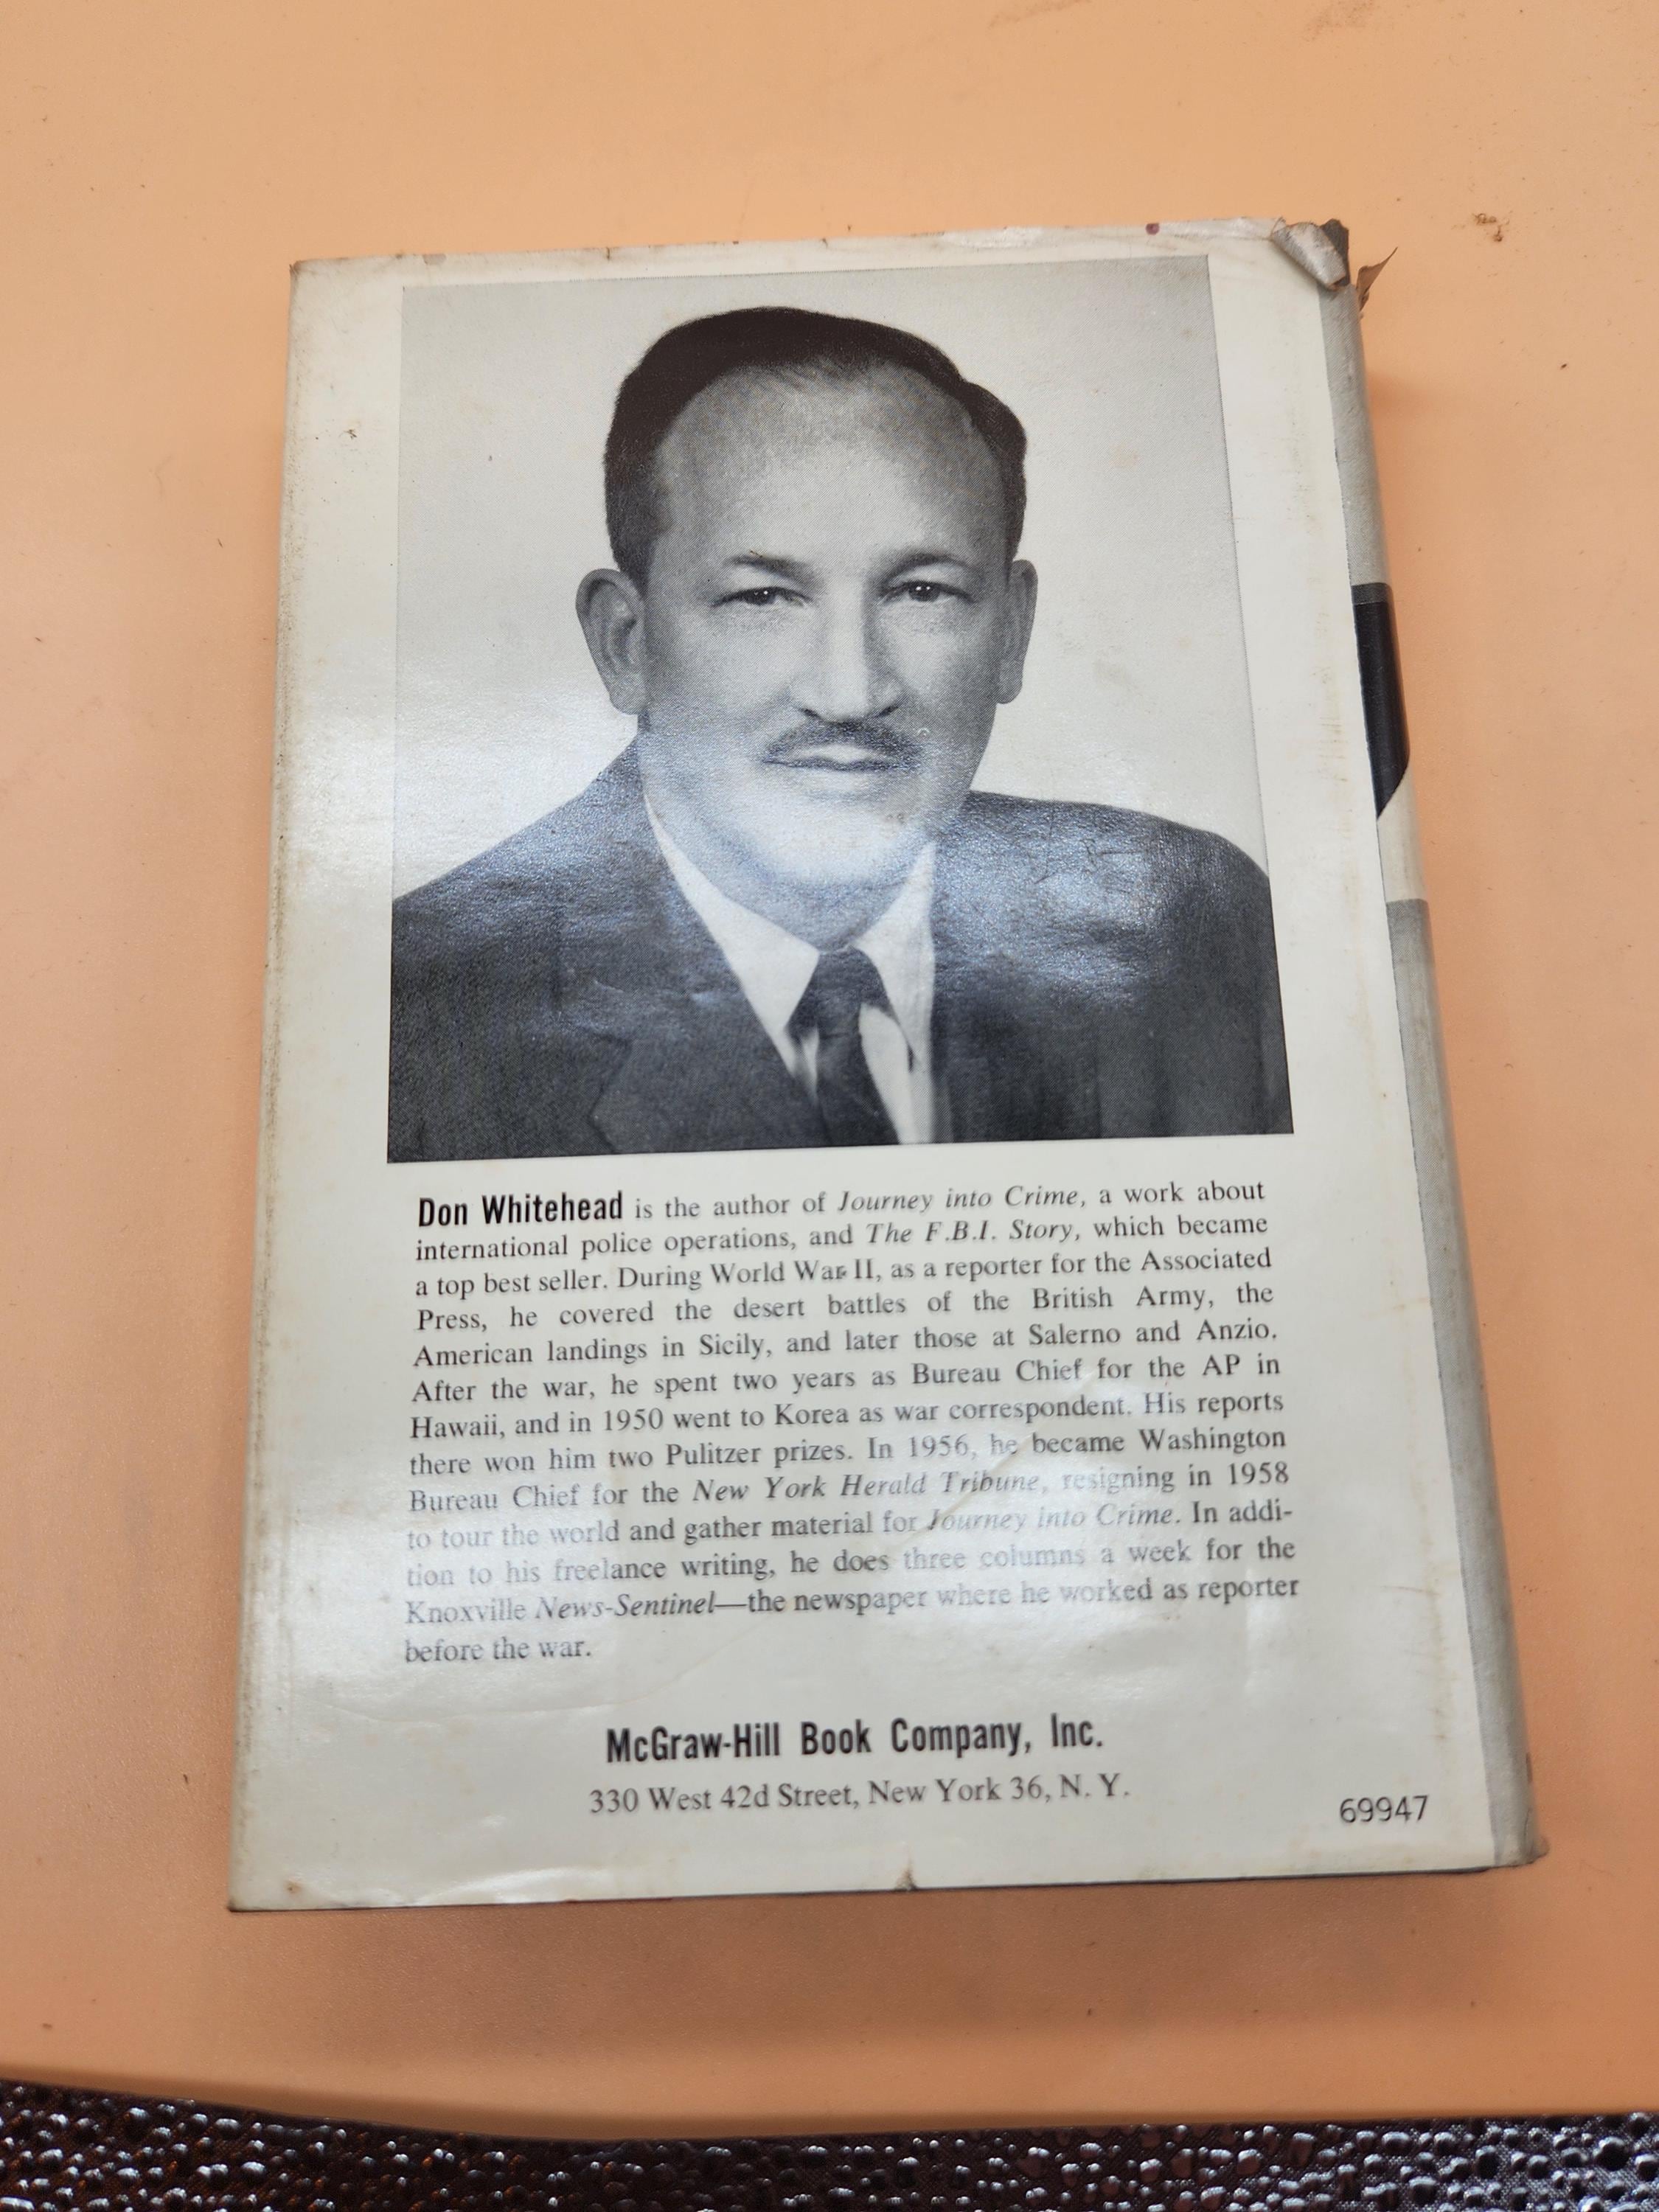 Don Whitehead is the author of Journey into Crime, a work about
international police operations, and The F.B.I. Story, which became
a top best seller. During World War II, as a reporter for the Associated
Press, he covered the desert battles of the British Army, the
American landings in Sicily, and later those at Salerno and Anzio.
After the war, he spent two years as Bureau Chief for the AP in
Hawaii, and in 1950 went to Korea as war correspondent. His reports
there won him two Pulitzer prizes. In 1956, he became Washington
Bureau Chief for the New York Herald Tribune, resigning in 1958
to tour the world and gather material for Journey into Crime. In addi-
tion to his freelance writing, he does three columns a week for the
Knoxville News-Sentinel—the newspaper where he worked as reporter
before the war.
McGraw-Hill Book Company, Inc.
330 West 42d Street, New York 36, N. Y.
69947